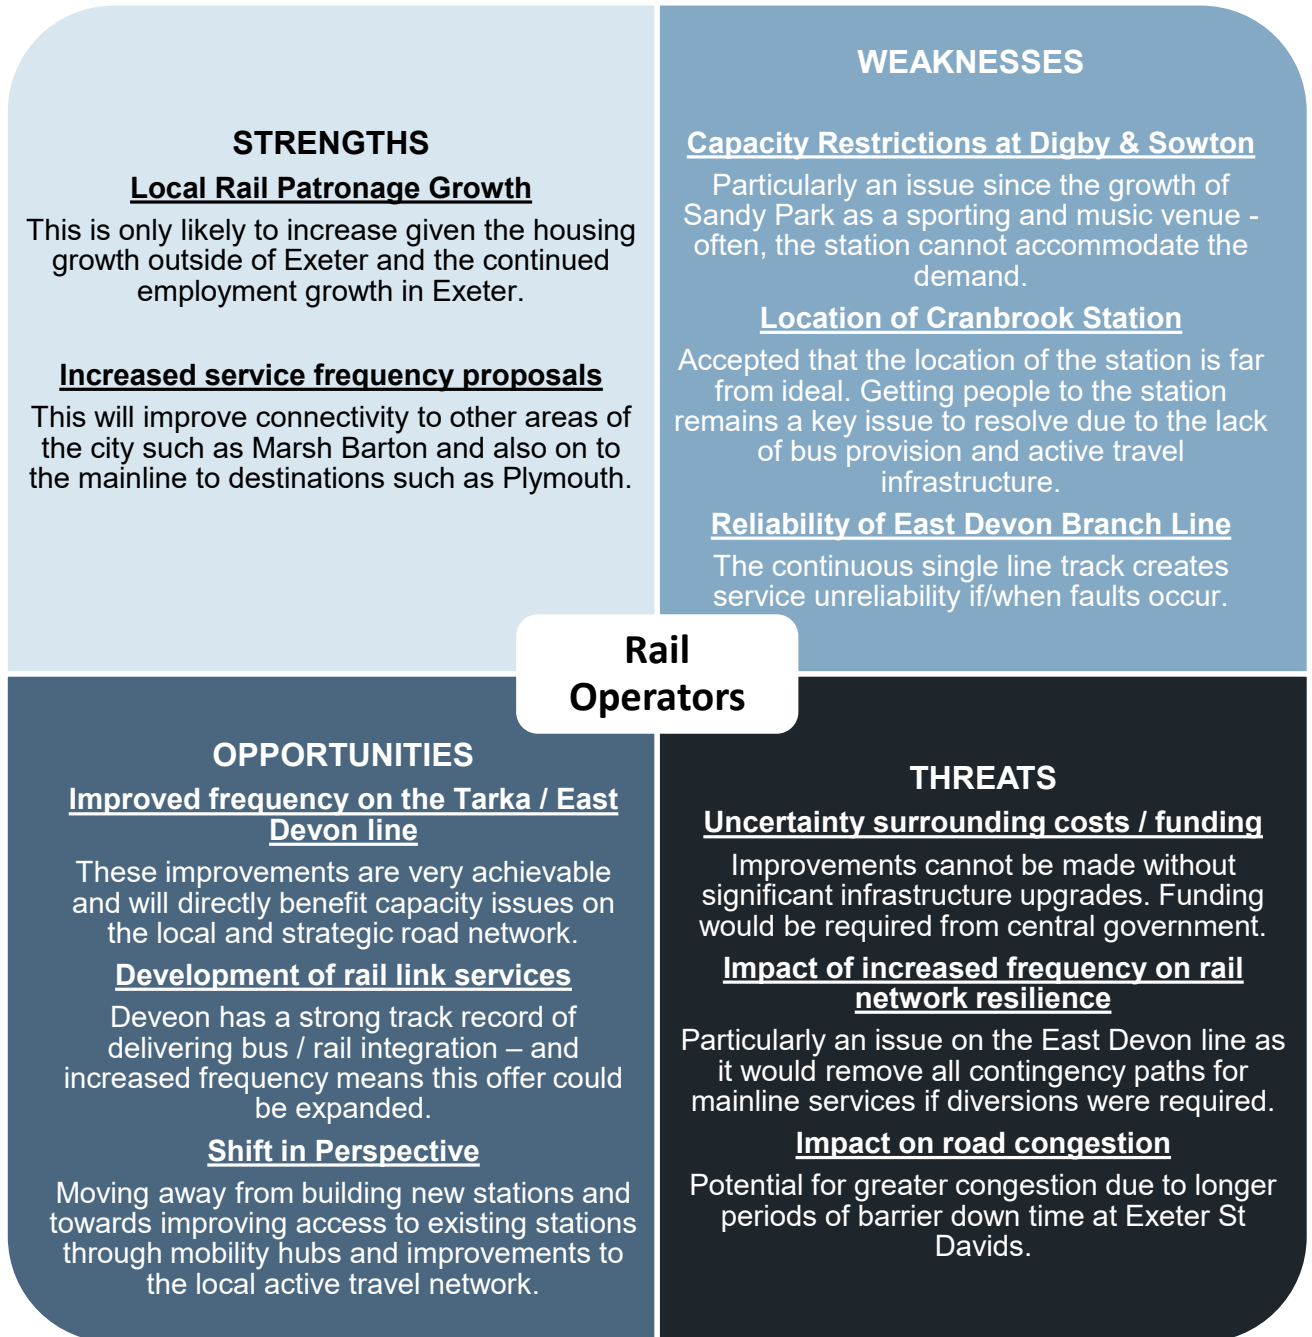 STRENGTHS
Local Rail Patronage Growth
This is only likely to increase given the housing
growth outside of Exeter and the continued
employment growth in Exeter.
Increased service frequency proposals
This will improve connectivity to other areas of
the city such as Marsh Barton and also on to
the mainline to destinations such as Plymouth.
WEAKNESSES
Capacity Restrictions at Digby & Sowton
Particularly an issue since the growth of
Sandy Park as a sporting and music venue -
often, the station cannot accommodate the
demand.
Location of Cranbrook Station
Accepted that the location of the station is far
from ideal. Getting people to the station
remains a key issue to resolve due to the lack
of bus provision and active travel
infrastructure.
Reliability of East Devon Branch Line
The continuous single line track creates
service unreliability if/when faults occur.
Rail
Operators
OPPORTUNITIES
Improved frequency on the Tarka / East
Devon line
These improvements are very achievable
and will directly benefit capacity issues on
the local and strategic road network.
Development of rail link services
Deveon has a strong track record of
delivering bus / rail integration – and
increased frequency means this offer could
be expanded.
Shift in Perspective
Moving away from building new stations and
towards improving access to existing stations
through mobility hubs and improvements to
the local active travel network.
THREATS
Uncertainty surrounding costs / funding
Improvements cannot be made without
significant infrastructure upgrades. Funding
would be required from central government.
Impact of increased frequency on rail
network resilience
Particularly an issue on the East Devon line as
it would remove all contingency paths for
mainline services if diversions were required.
Impact on road congestion
Potential for greater congestion due to longer
periods of barrier down time at Exeter St
Davids.